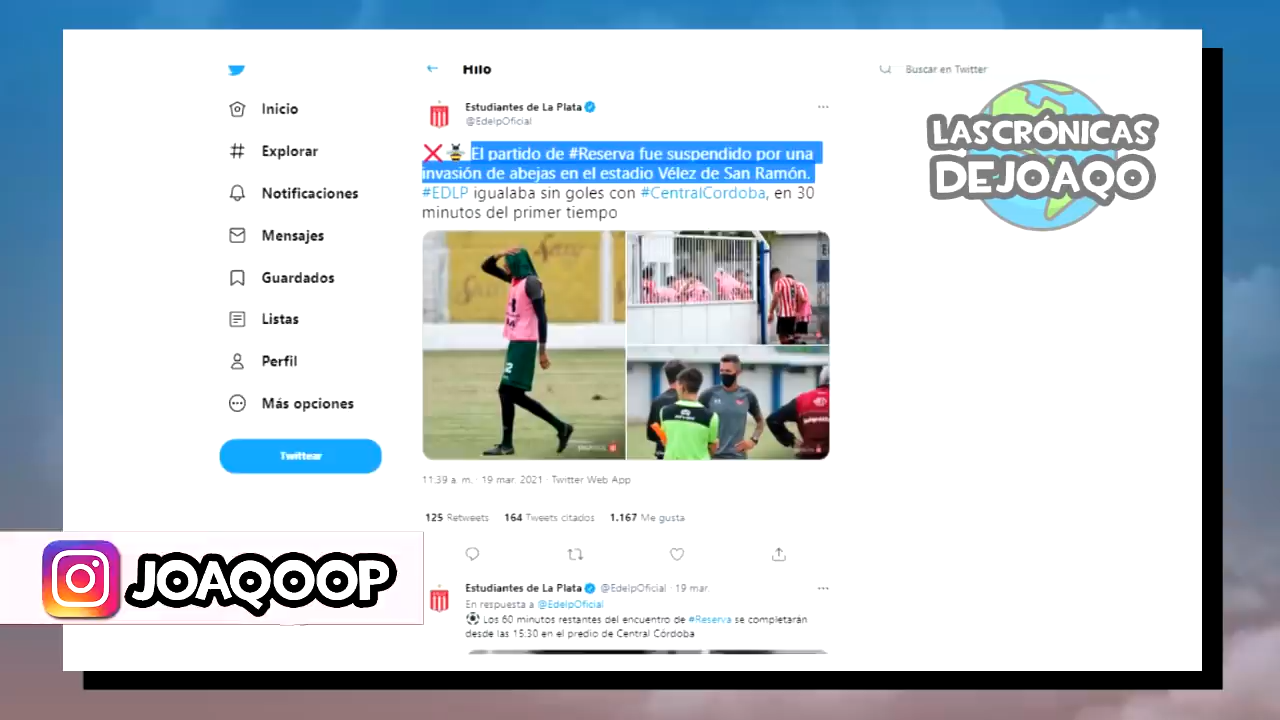 Hilo
Buscar en Twitter
Inicio
Explorar
Notificaciones
Mensajes
Guardados
Listas
Perfil
Más opciones
Twittear
Estudiantes de La Plata
@EdelpOficial
El partido de #Reserva fue suspendido por una
invasión de abejas en el estadio Vélez de San Ramón.
#EDLP igualaba sin goles con #CentralCordoba, en 30
minutos del primer tiempo
11:39 a. m. · 19 mar. 2021 · Twitter Web App
125 Retweets 164 Tweets citados 1.167 Me gusta
Estudiantes de La Plata @EdelpOficial · 19 mar.
En respuesta a @EdelpOficial
Los 60 minutos restantes del encuentro de #Reserva se completarán
desde las 15:30 en el predio de Central Córdoba
LAS CRÓNICAS
DE JOAQO
JOAQOOP